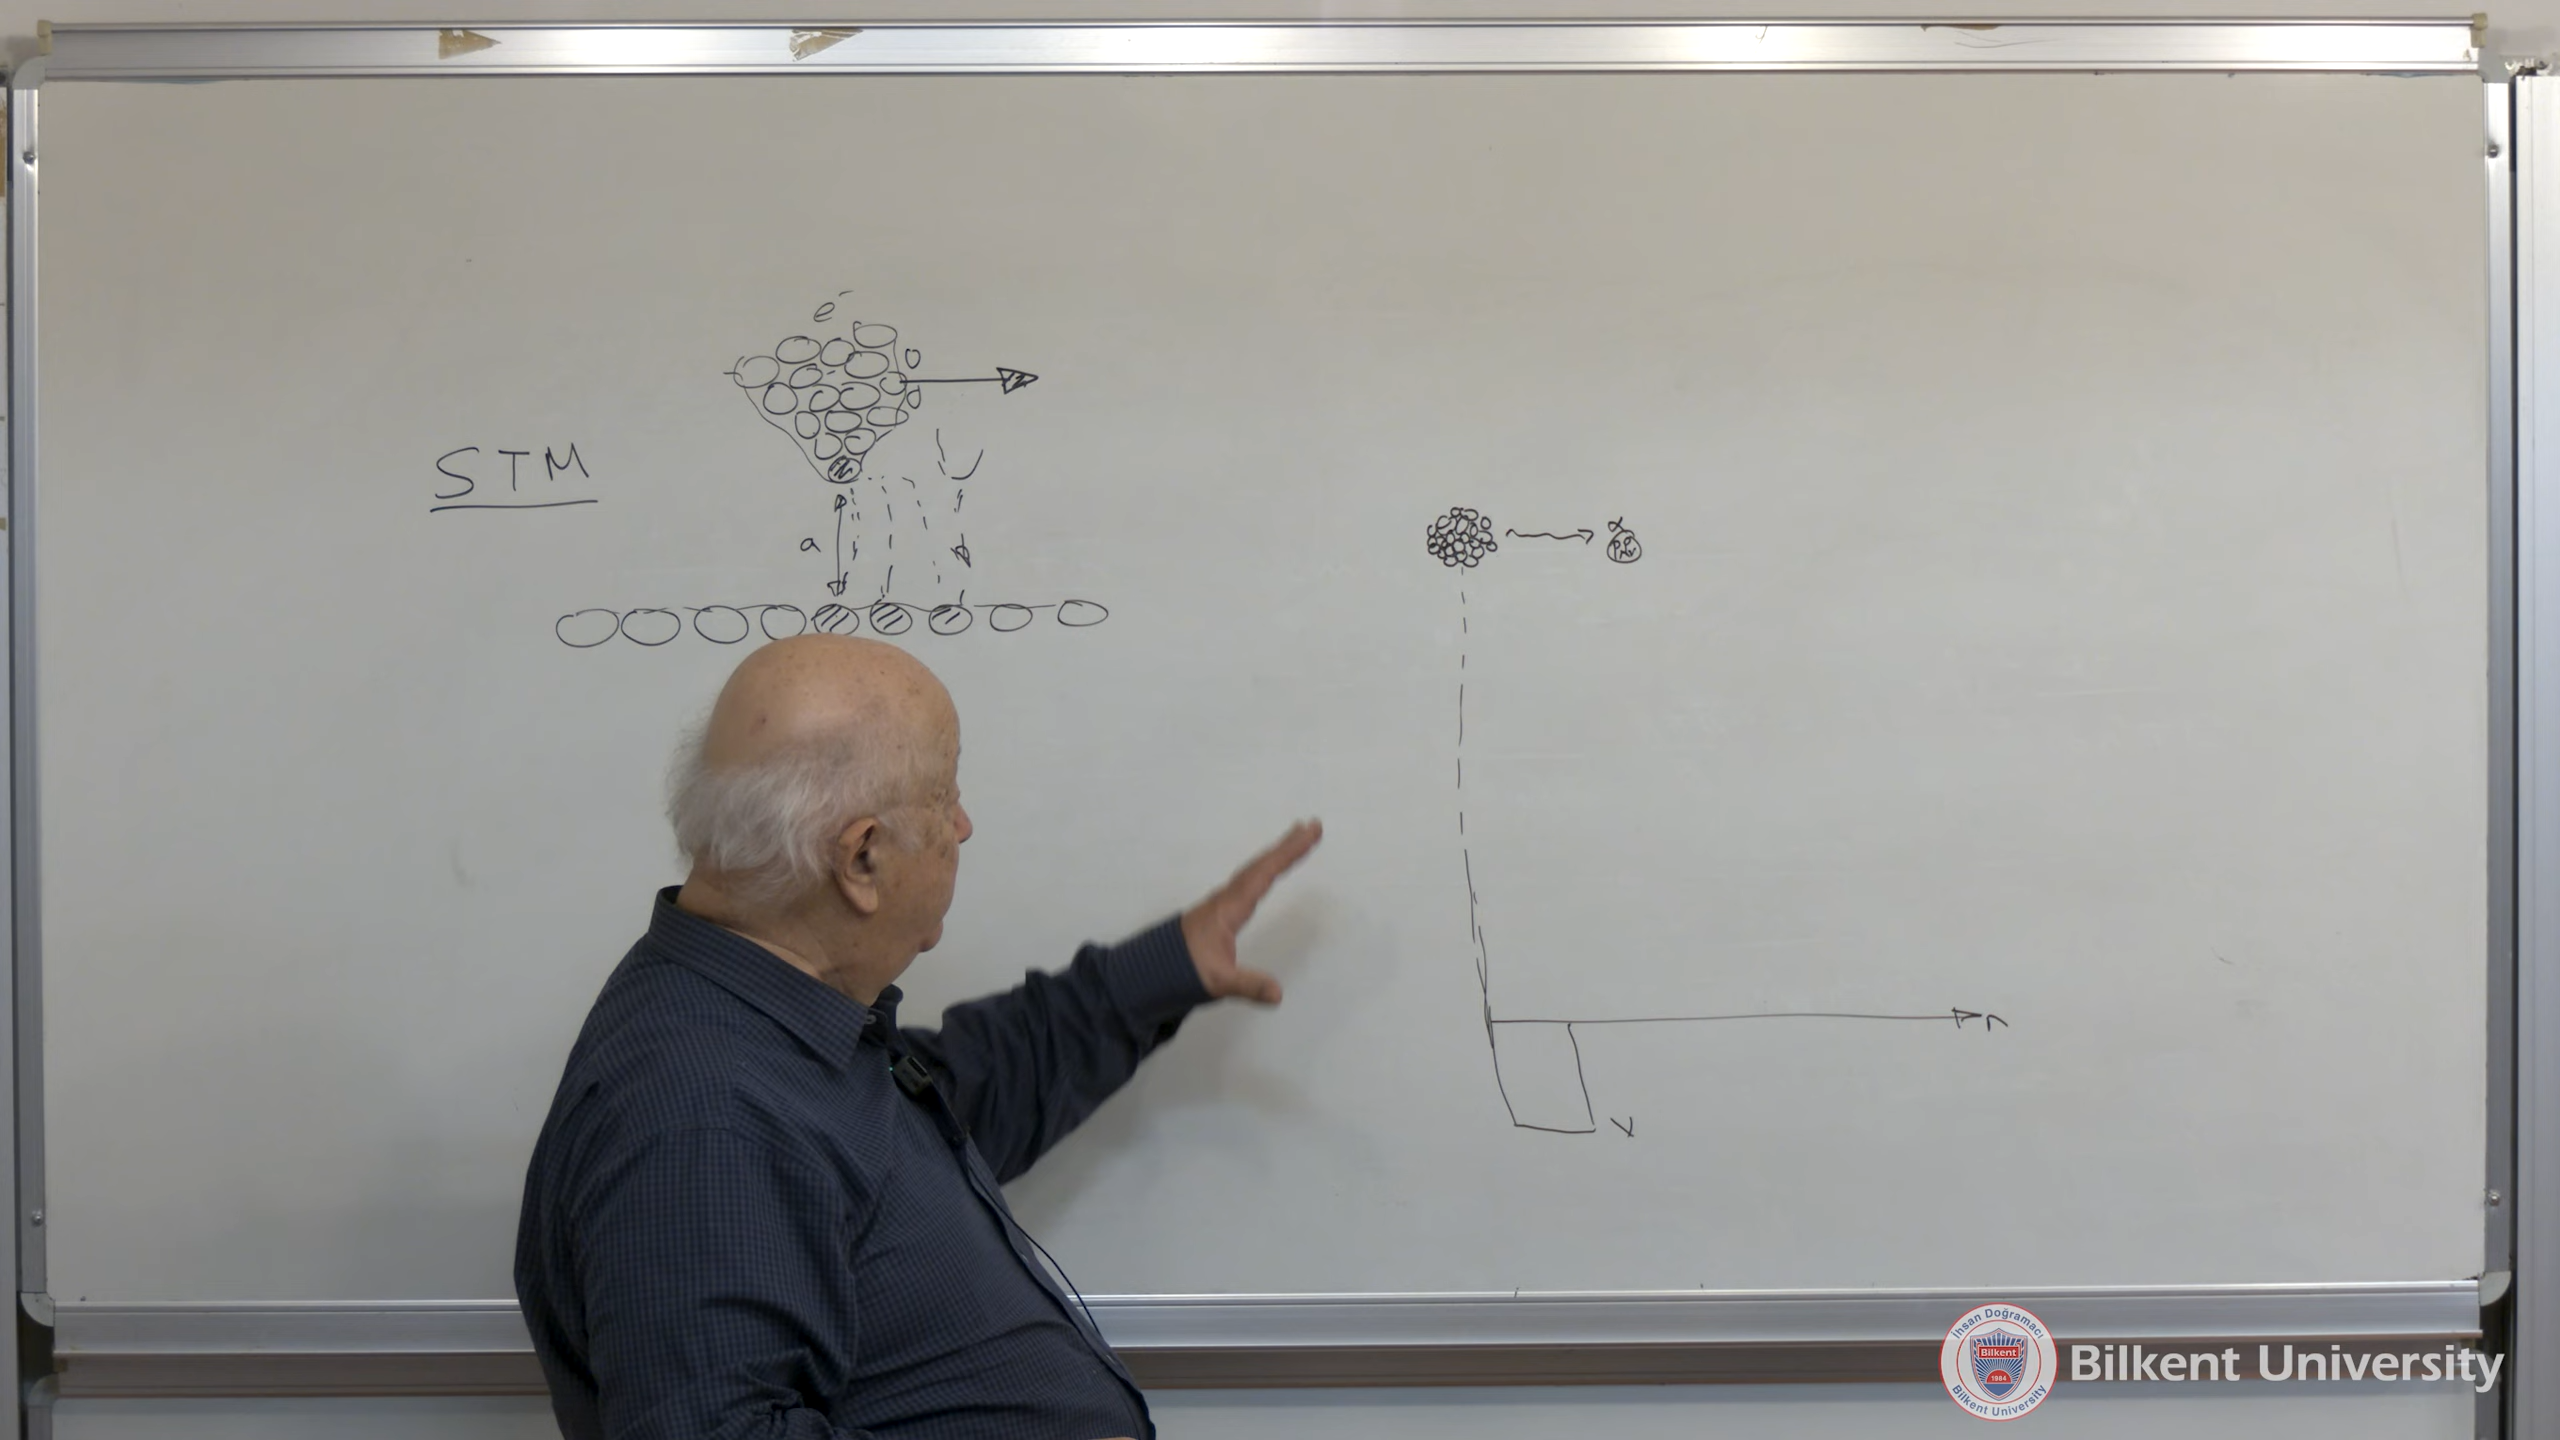 e⁻
STM
a
α
r
V
İhsan Doğramacı
Bilkent
1984
Bilkent University
Bilkent University